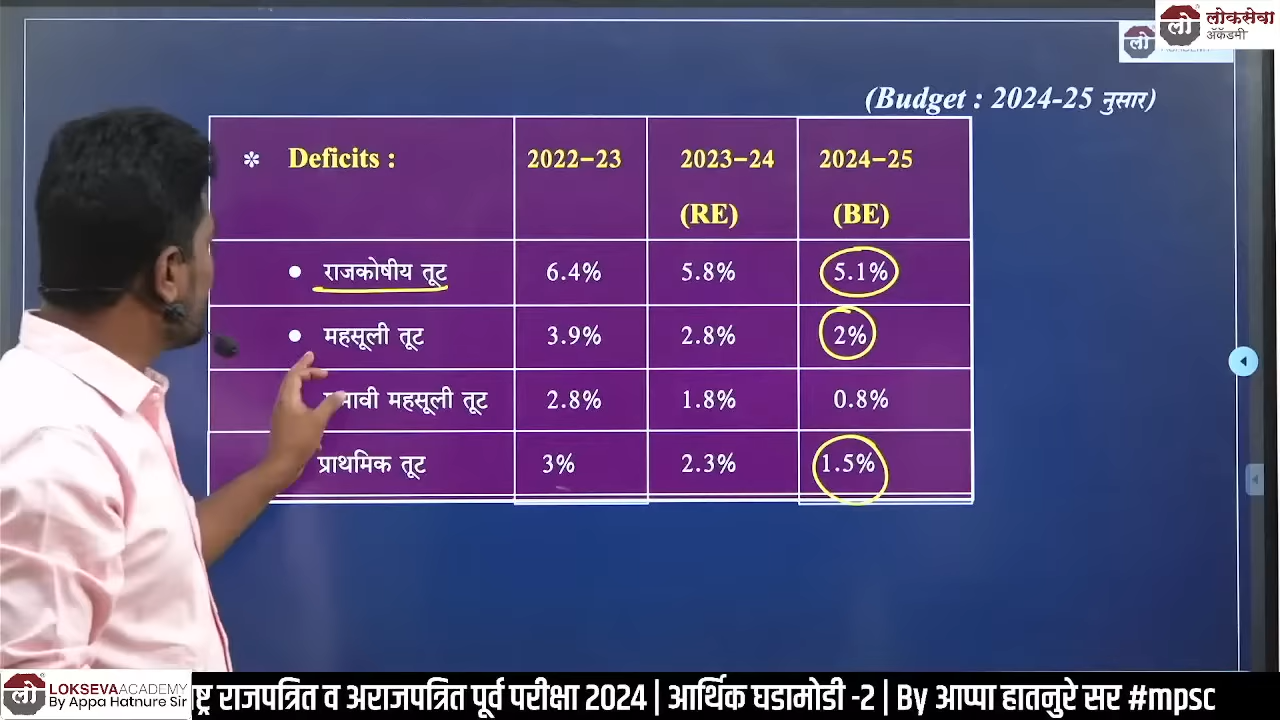 लो लोकसेवा
अ‍ॅकॅडमी
लो
(Budget : 2024-25 नुसार)
* Deficits : 2022-23 2023-24 (RE) 2024-25 (BE)
• राजकोषीय तूट 6.4% 5.8% 5.1%
• महसूली तूट 3.9% 2.8% 2%
महसूली तूट 2.8% 1.8% 0.8%
प्राथमिक तूट 3% 2.3% 1.5%
लो LOKSEVA ACADEMY
By Appa Hatnure Sir
राजपत्रित व अराजपत्रित पूर्व परीक्षा 2024 | आर्थिक घडामोडी -2 | By आप्पा हातनुरे सर #mpsc